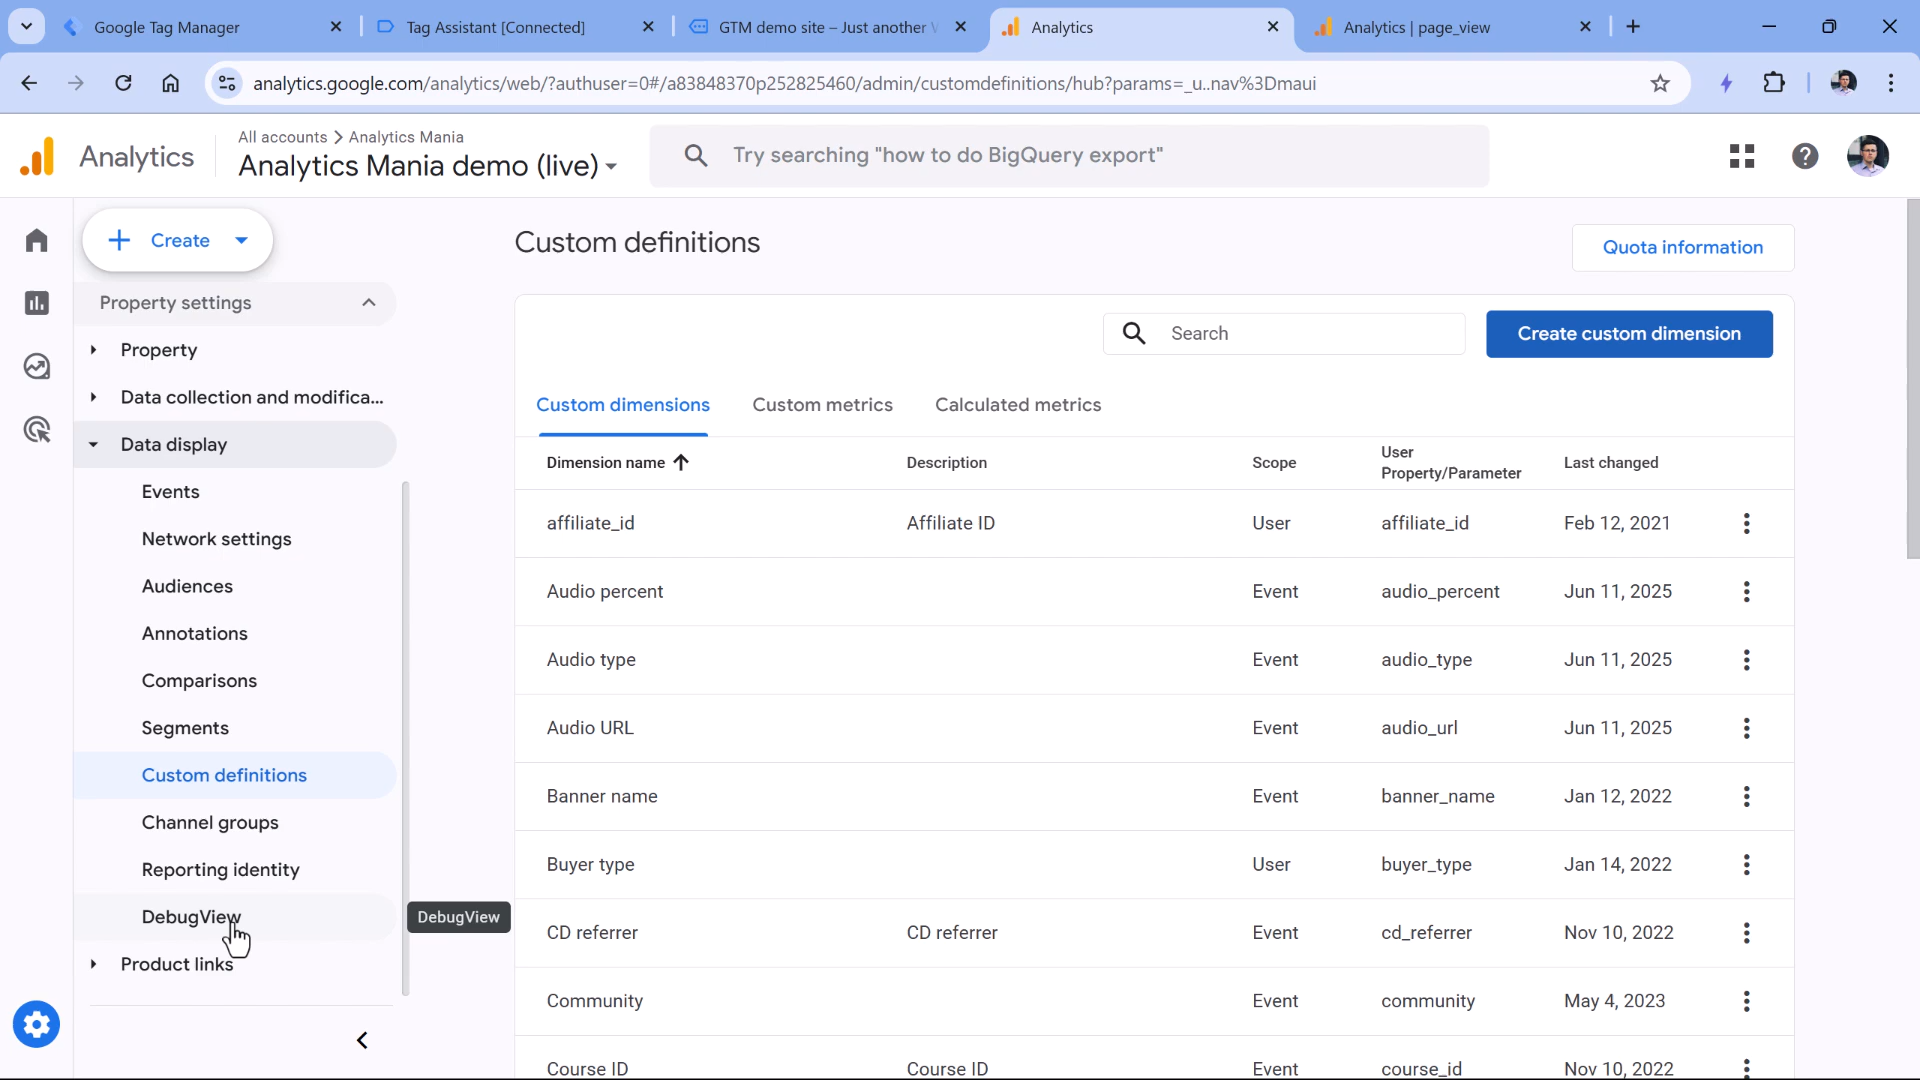 Google Tag Manager
Tag Assistant [Connected]
GTM demo site – Just another
Analytics
Analytics | page_view
analytics.google.com/analytics/web/?authuser=0#/a83848370p252825460/admin/customdefinitions/hub?params=_u..nav%3Dmaui
Analytics
All accounts > Analytics Mania
Analytics Mania demo (live)
Try searching "how to do BigQuery export"
Create
Property settings
Property
Data collection and modifica...
Data display
Events
Network settings
Audiences
Annotations
Comparisons
Segments
Custom definitions
Channel groups
Reporting identity
DebugView
DebugView
Product links
Custom definitions
Quota information
Search
Create custom dimension
Custom dimensions Custom metrics Calculated metrics
Dimension name Description Scope User Property/Parameter Last changed
affiliate_id Affiliate ID User affiliate_id Feb 12, 2021
Audio percent Event audio_percent Jun 11, 2025
Audio type Event audio_type Jun 11, 2025
Audio URL Event audio_url Jun 11, 2025
Banner name Event banner_name Jan 12, 2022
Buyer type User buyer_type Jan 14, 2022
CD referrer CD referrer Event cd_referrer Nov 10, 2022
Community Event community May 4, 2023
Course ID Course ID Event course_id Nov 10, 2022